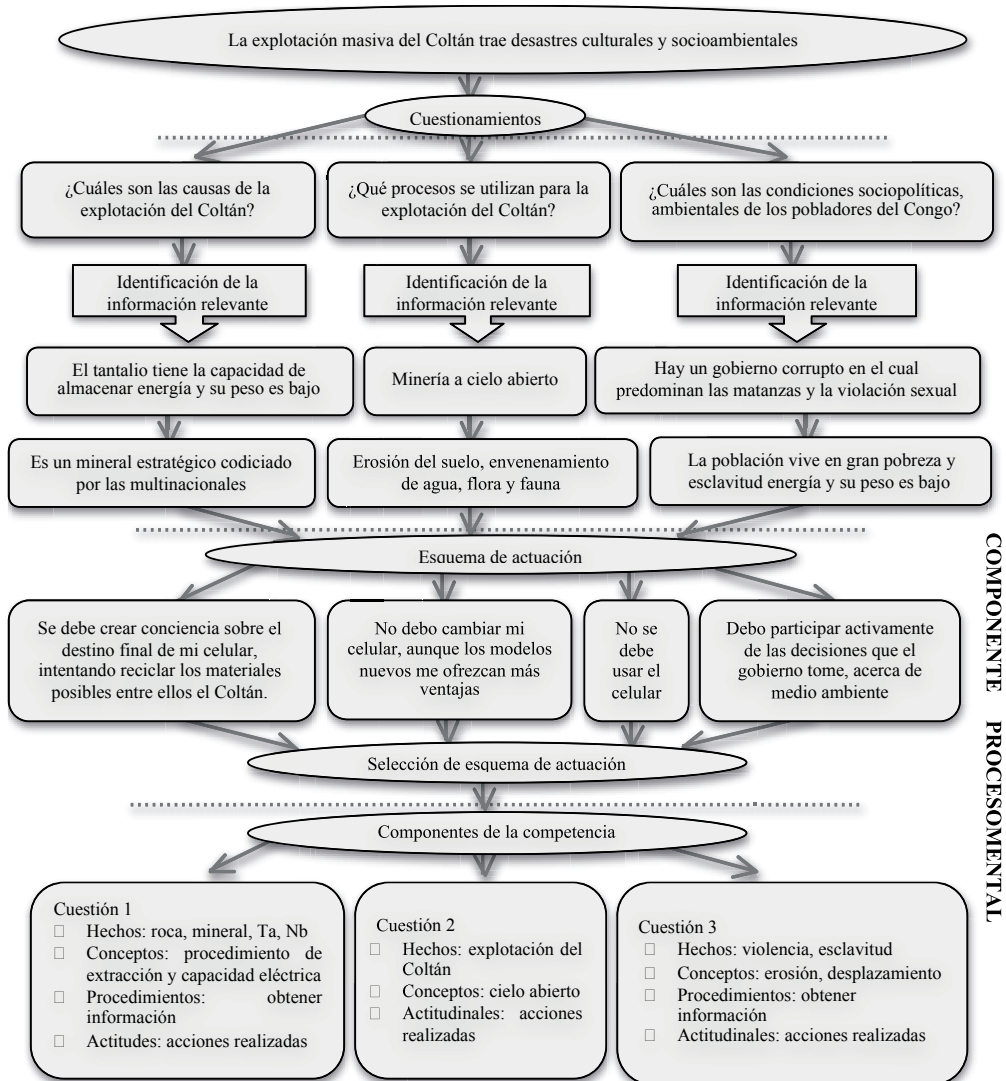 La explotación masiva del Coltán trae desastres culturales y socioambientales
Cuestionamientos
¿Cuáles son las causas de la
explotación del Coltán?
¿Qué procesos se utilizan para la
explotación del Coltán?
¿Cuáles son las condiciones sociopolíticas,
ambientales de los pobladores del Congo?
Identificación de la
información relevante
Identificación de la
información relevante
Identificación de la
información relevante
El tantalio tiene la capacidad de
almacenar energía y su peso es bajo
Minería a cielo abierto
Hay un gobierno corrupto en el cual
predominan las matanzas y la violación sexual
Es un mineral estratégico codiciado
por las multinacionales
Erosión del suelo, envenenamiento
de agua, flora y fauna
La población vive en gran pobreza y
esclavitud energía y su peso es bajo
Esquema de actuación
Se debe crear conciencia sobre el
destino final de mi celular,
intentando reciclar los materiales
posibles entre ellos el Coltán.
No debo cambiar mi
celular, aunque los modelos
nuevos me ofrezcan más
ventajas
No se
debe
usar el
celular
Debo participar activamente
de las decisiones que el
gobierno tome, acerca de
medio ambiente
Selección de esquema de actuación
Componentes de la competencia
Cuestión 1
Hechos: roca, mineral, Ta, Nb
Conceptos: procedimiento de
extracción y capacidad eléctrica
Procedimientos: obtener
información
Actitudes: acciones realizadas
Cuestión 2
Hechos: explotación del
Coltán
Conceptos: cielo abierto
Actitudinales: acciones
realizadas
Cuestión 3
Hechos: violencia, esclavitud
Conceptos: erosión, desplazamiento
Procedimientos: obtener
información
Actitudinales: acciones realizadas
COMPONENTE PROCESOMENTAL